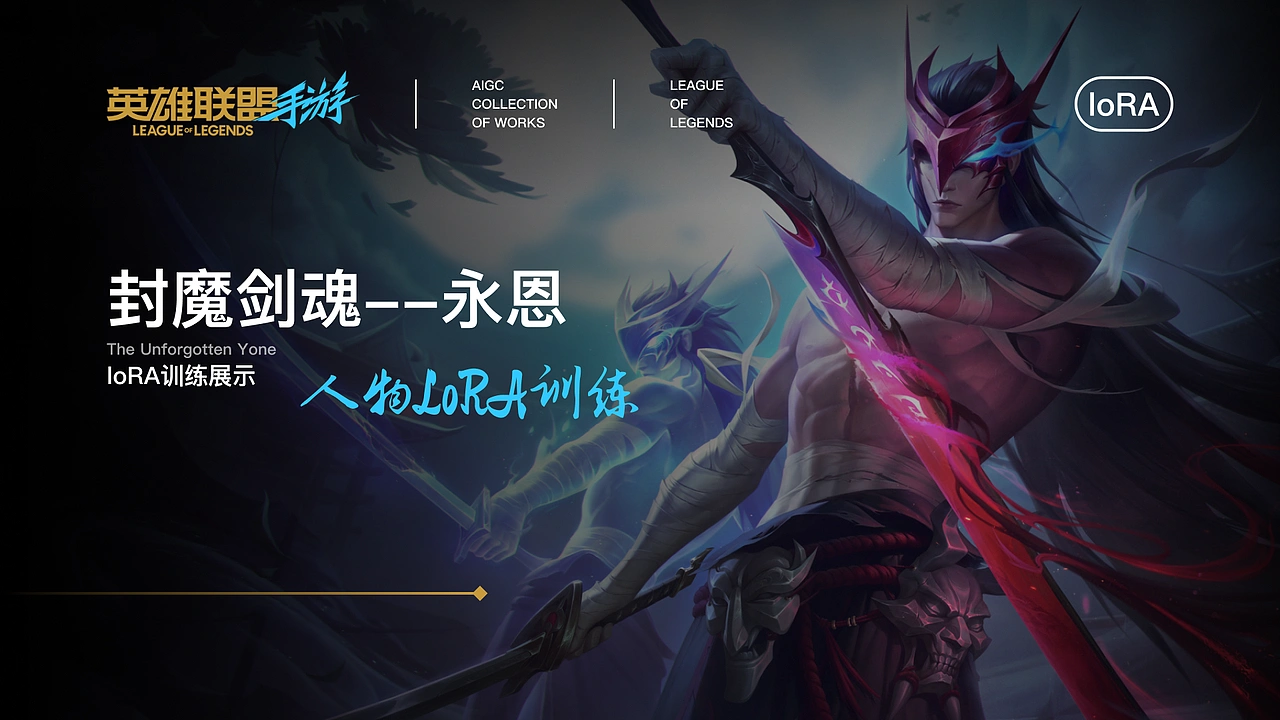 英雄联盟手游
LEAGUE OF LEGENDS
AIGC
COLLECTION
OF WORKS
LEAGUE
OF
LEGENDS
loRA
封魔剑魂——永恩
The Unforgotten Yone
loRA训练展示
人物LoRA训练